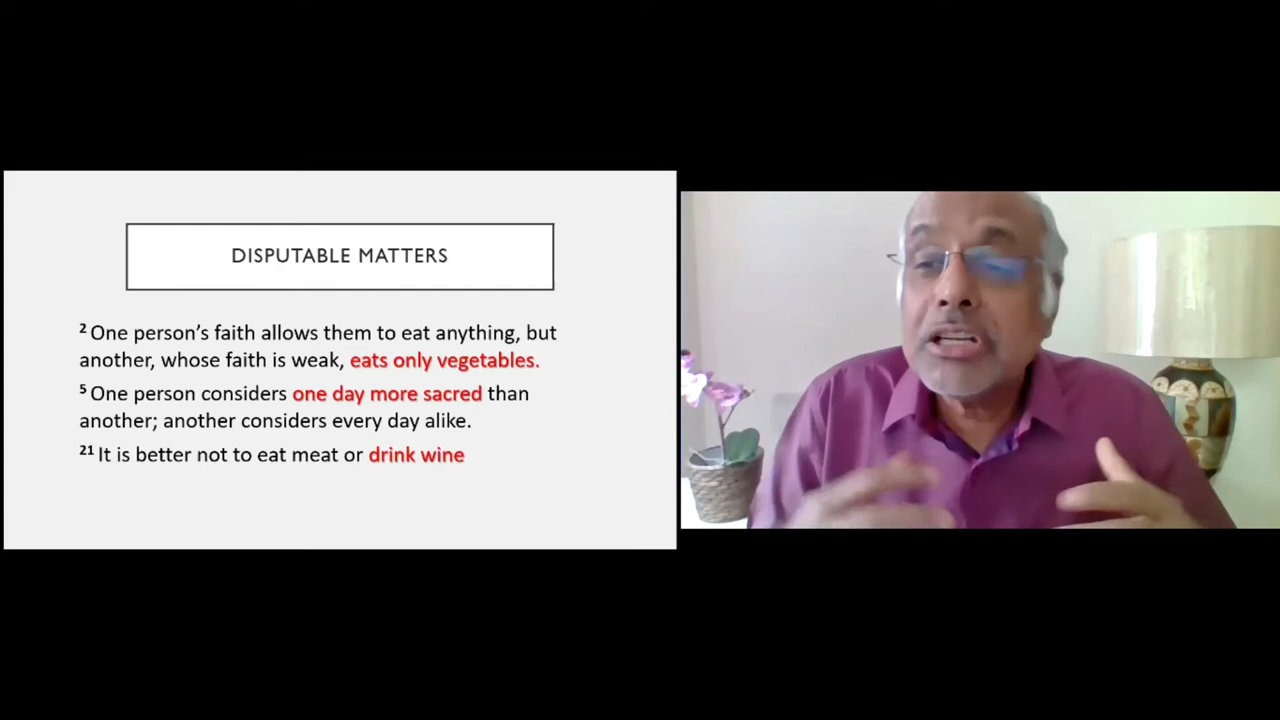 DISPUTABLE MATTERS
2 One person’s faith allows them to eat anything, but
another, whose faith is weak, eats only vegetables.
5 One person considers one day more sacred than
another; another considers every day alike.
21 It is better not to eat meat or drink wine